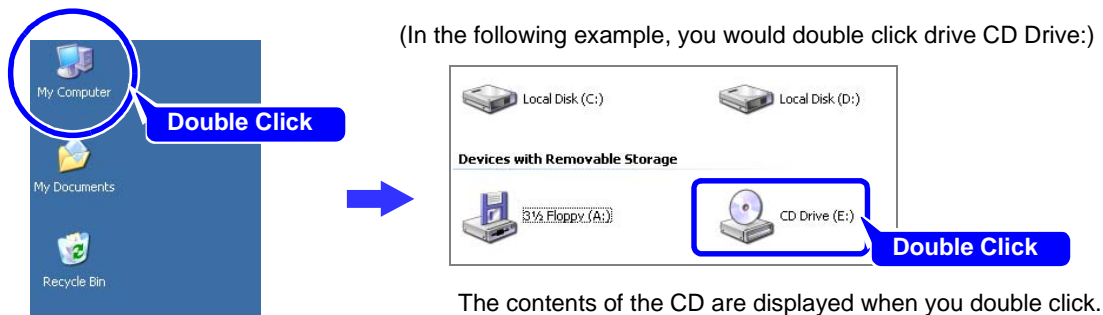 (In the following example, you would double click drive CD Drive:)
My Computer
Double Click
My Documents
Recycle Bin
Local Disk (C:)
Local Disk (D:)
Devices with Removable Storage
3½ Floppy (A:)
CD Drive (E:)
Double Click
The contents of the CD are displayed when you double click.